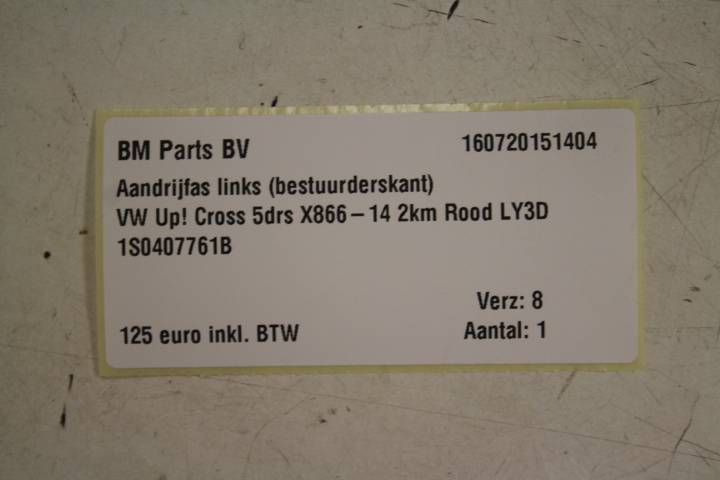 BM Parts BV 160720151404
Aandrijfas links (bestuurderskant)
VW Up! Cross 5drs X866 – 14 2km Rood LY3D
1S0407761B
Verz: 8
125 euro inkl. BTW Aantal: 1